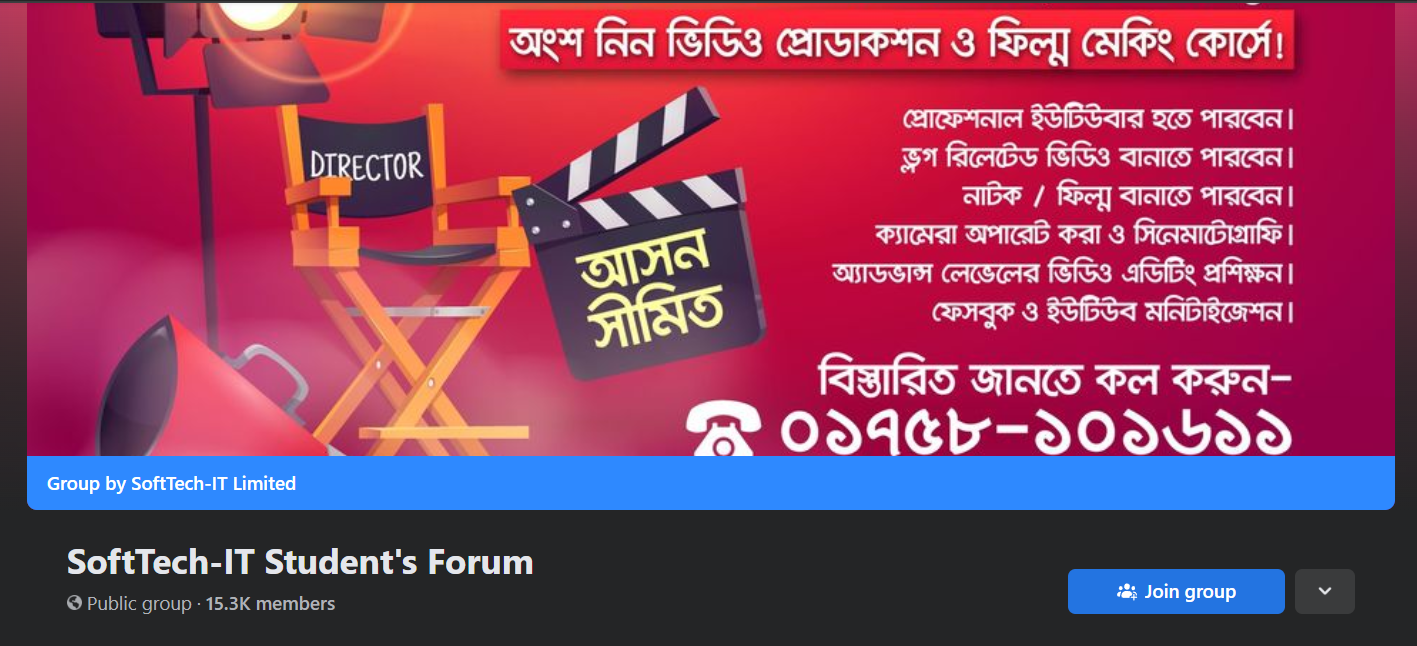 অংশ নিন ভিডিও প্রোডাকশন ও ফিল্ম মেকিং কোর্সে!
প্রোফেশনাল ইউটিউবার হতে পারবেন।
ভ্লগ রিলেটেড ভিডিও বানাতে পারবেন।
নাটক / ফিল্ম বানাতে পারবেন।
ক্যামেরা অপারেট করা ও সিনেমাটোগ্রাফি।
অ্যাডভান্স লেভেলের ভিডিও এডিটিং প্রশিক্ষন।
ফেসবুক ও ইউটিউব মনিটাইজেশন।
DIRECTOR
আসন
সীমিত
বিস্তারিত জানতে কল করুন-
০১৭৫৮-১০১৬১১
Group by SoftTech-IT Limited
SoftTech-IT Student's Forum
Public group · 15.3K members
Join group